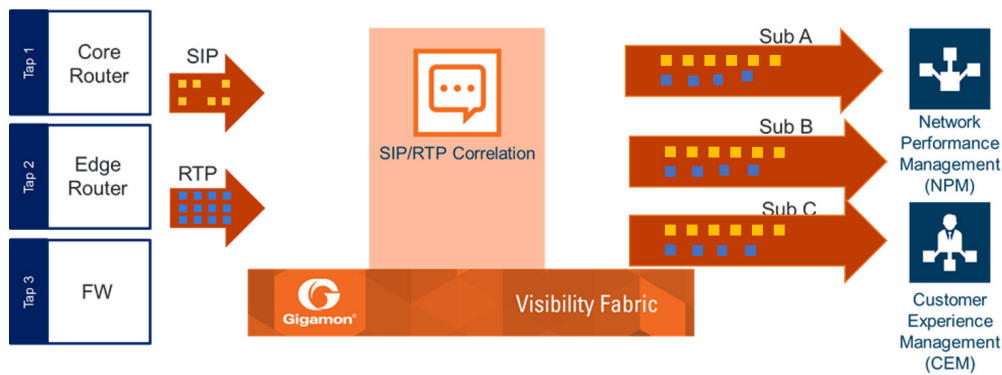 Tap 1
Core
Router
Tap 2
Edge
Router
Tap 3
FW
SIP
RTP
SIP/RTP Correlation
Gigamon®
Visibility Fabric
Sub A
Sub B
Sub C
Network
Performance
Management
(NPM)
Customer
Experience
Management
(CEM)